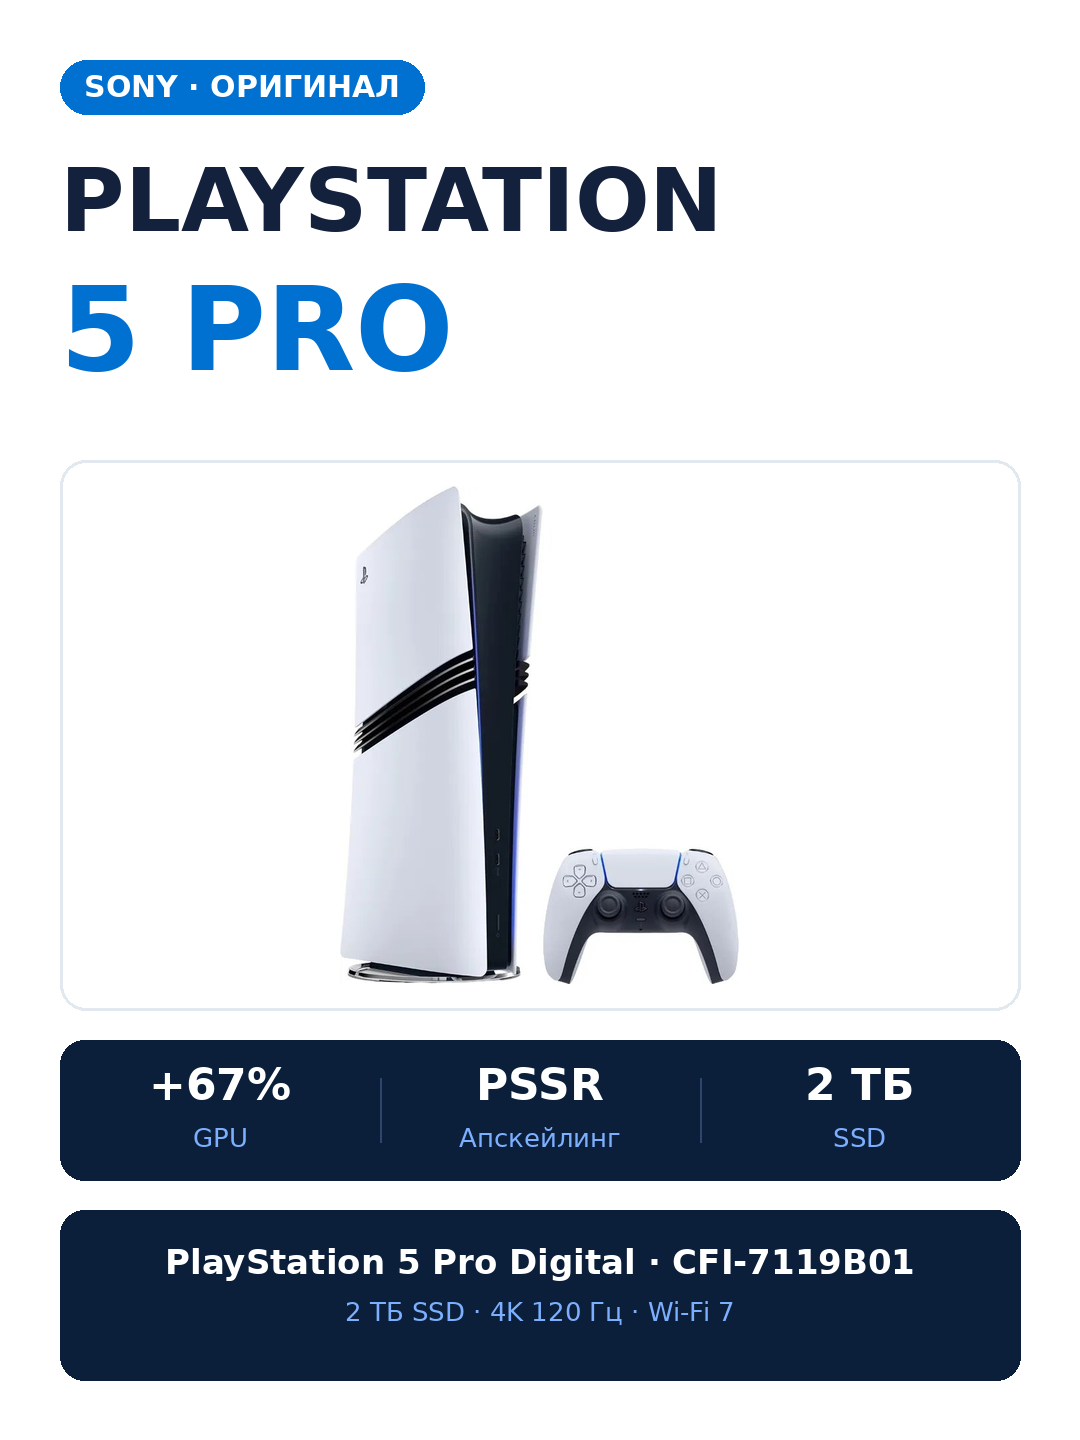 SONY · ОРИГИНАЛ
PLAYSTATION
5 PRO
+67%
GPU
PSSR
Апскейлинг
2 ТБ
SSD
PlayStation 5 Pro Digital · CFI-7119B01
2 ТБ SSD · 4K 120 Гц · Wi-Fi 7